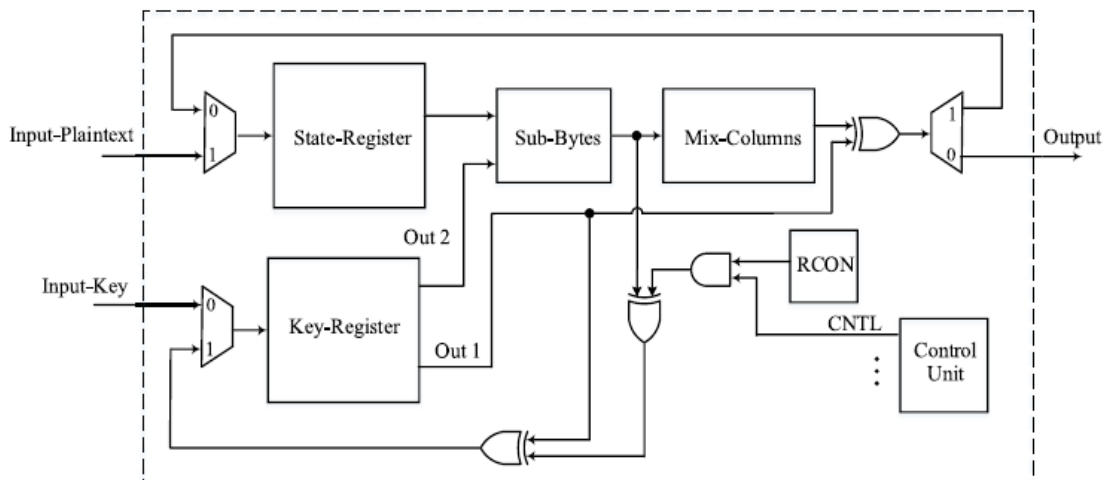 0
1
Input-Plaintext
State-Register
Sub-Bytes
Mix-Columns
1
0
Output
Out 2
Input-Key
0
1
Key-Register
Out 1
RCON
CNTL
Control
Unit